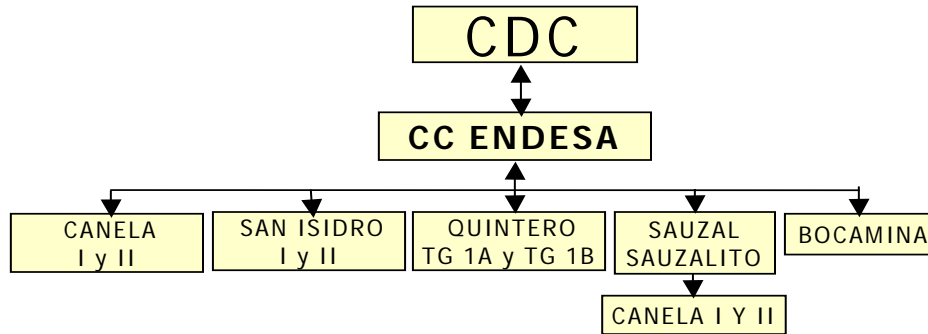 CDC
CC ENDESA
CANELA
I y II
SAN ISIDRO
I y II
QUINTERO
TG 1A y TG 1B
SAUZAL
SAUZALITO
BOCAMINA
CANELA I Y II